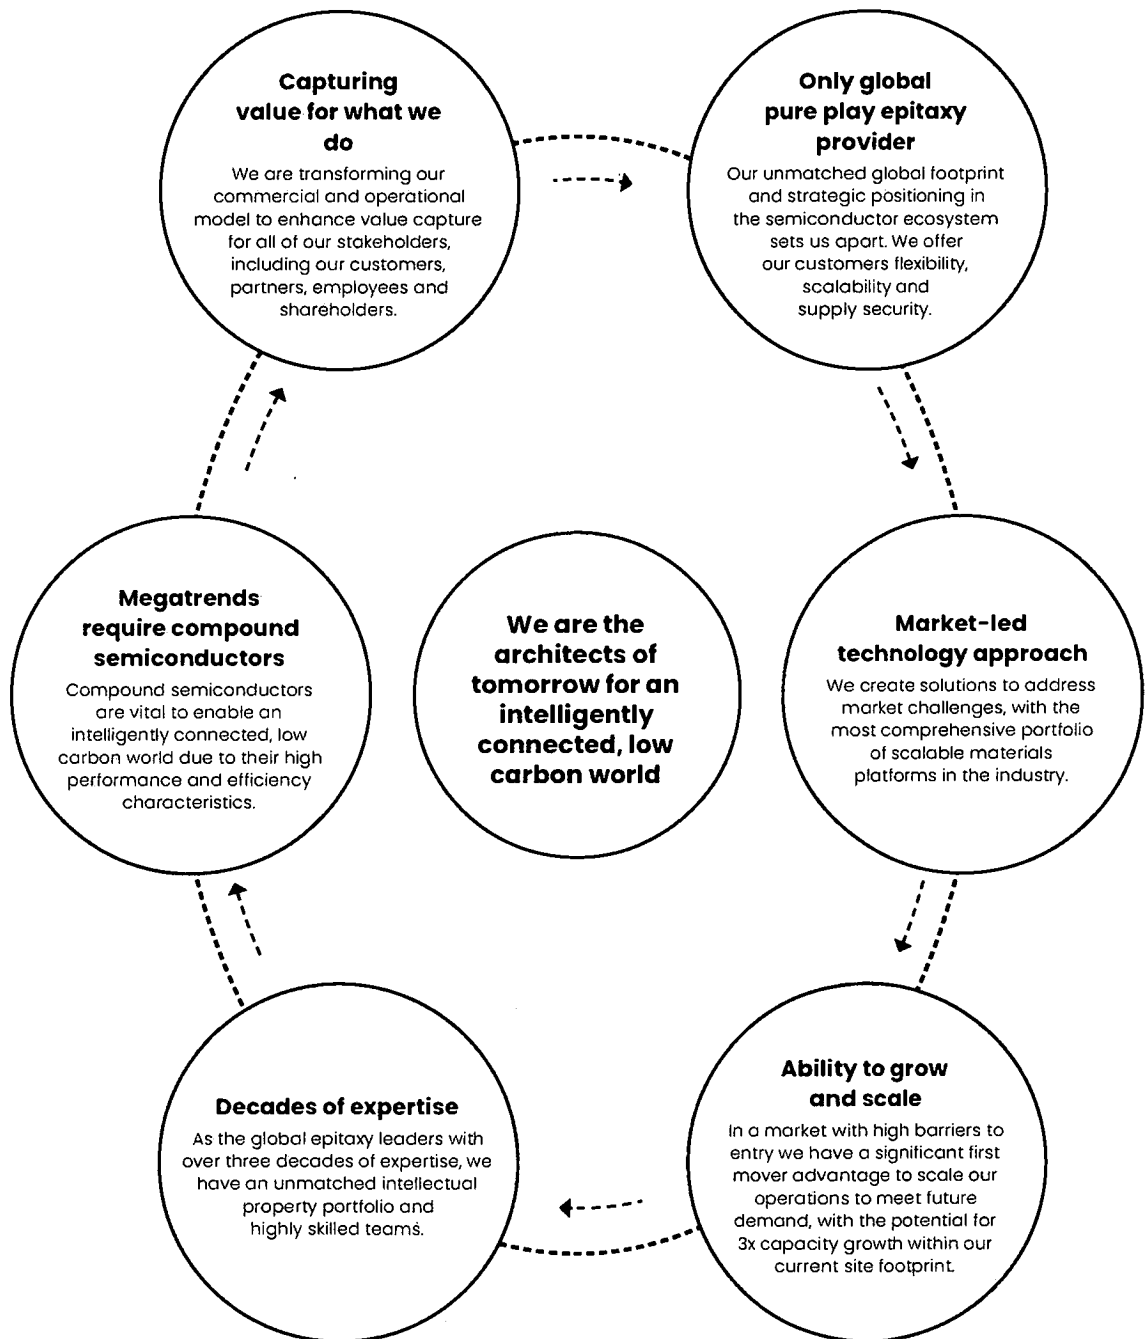 Capturing
value for what we
do
We are transforming our
commercial and operational
model to enhance value capture
for all of our stakeholders,
including our customers,
partners, employees and
shareholders.
Only global
pure play epitaxy
provider
Our unmatched global footprint
and strategic positioning in
the semiconductor ecosystem
sets us apart. We offer
our customers flexibility,
scalability and
supply security.
Megatrends
require compound
semiconductors
Compound semiconductors
are vital to enable an
intelligently connected, low
carbon world due to their high
performance and efficiency
characteristics.
We are the
architects of
tomorrow for an
intelligently
connected, low
carbon world
Market-led
technology approach
We create solutions to address
market challenges, with the
most comprehensive portfolio
of scalable materials
platforms in the industry.
Decades of expertise
As the global epitaxy leaders with
over three decades of expertise, we
have an unmatched intellectual
property portfolio and
highly skilled teams.
Ability to grow
and scale
In a market with high barriers to
entry we have a significant first
mover advantage to scale our
operations to meet future
demand, with the potential for
3x capacity growth within our
current site footprint.